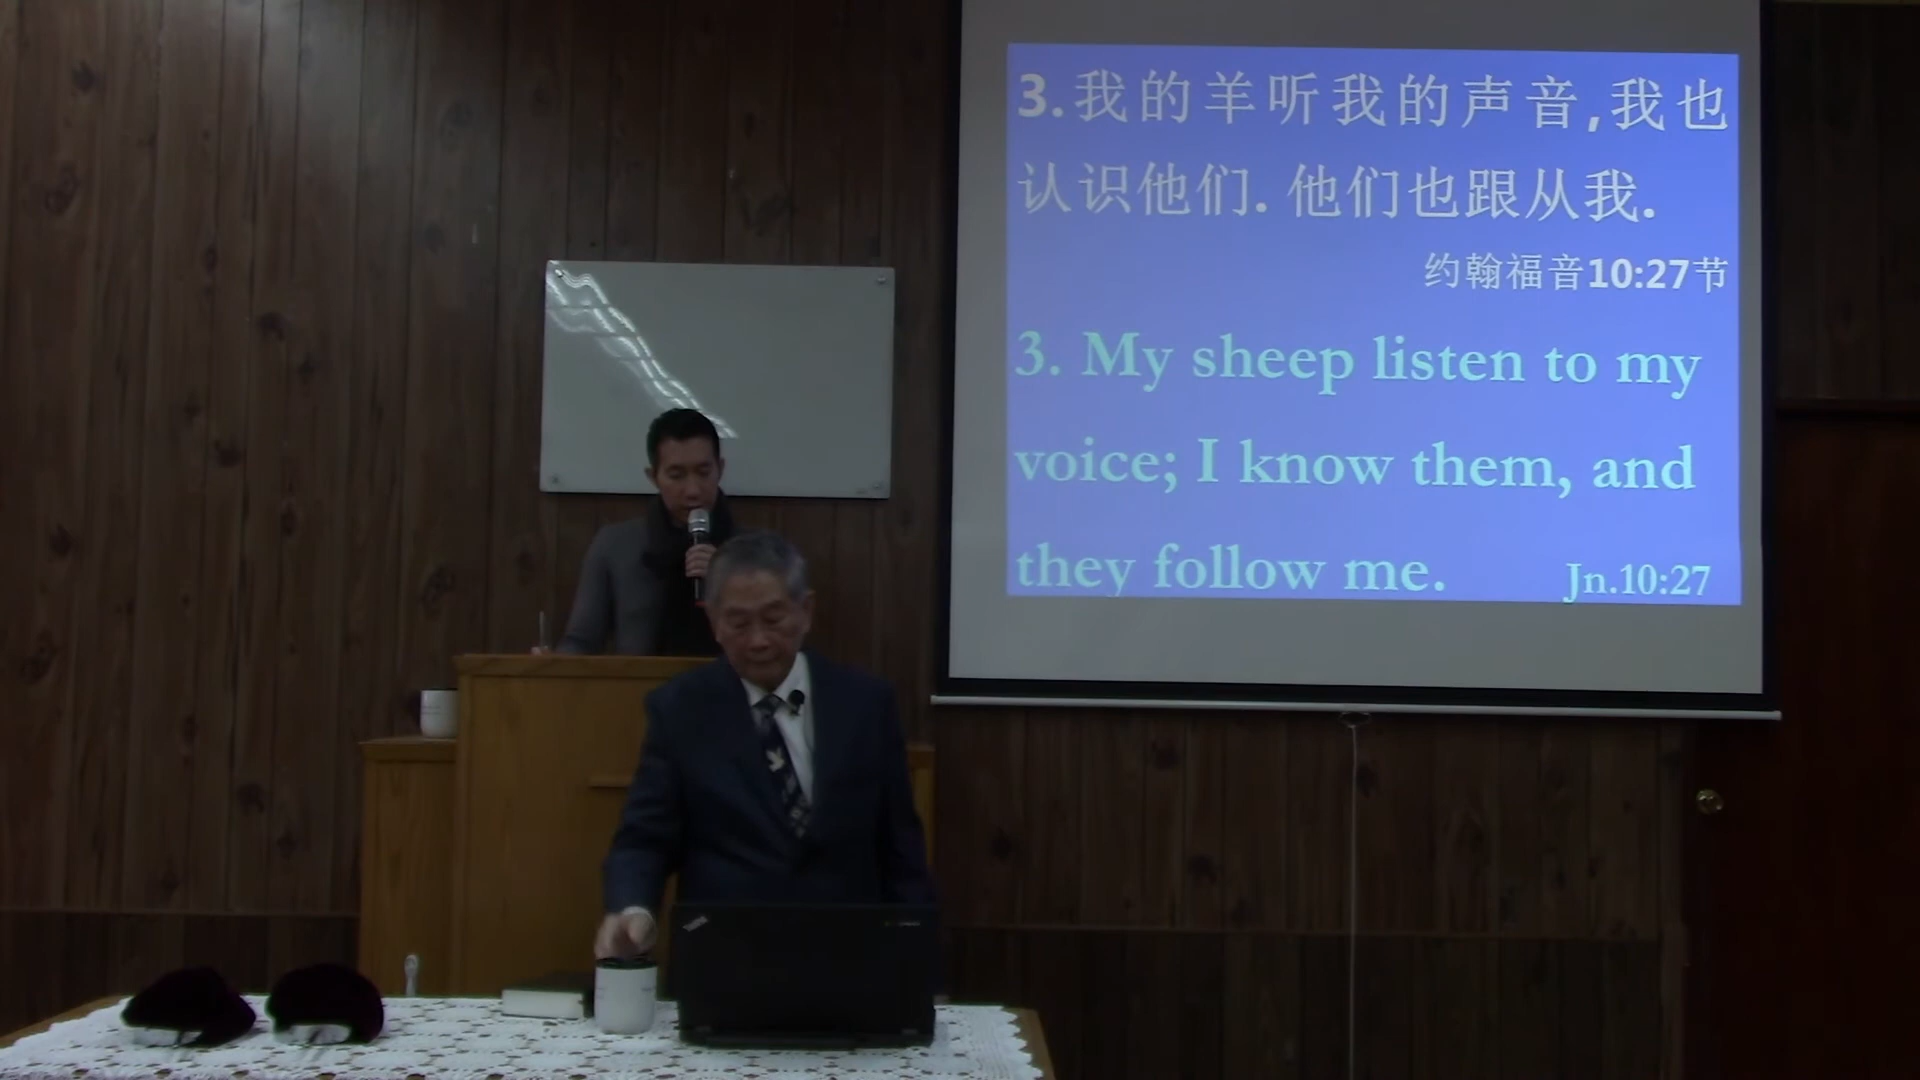 3.我的羊听我的声音,我也
认识他们. 他们也跟从我.
约翰福音10:27节
3. My sheep listen to my
voice; I know them, and
they follow me. Jn.10:27